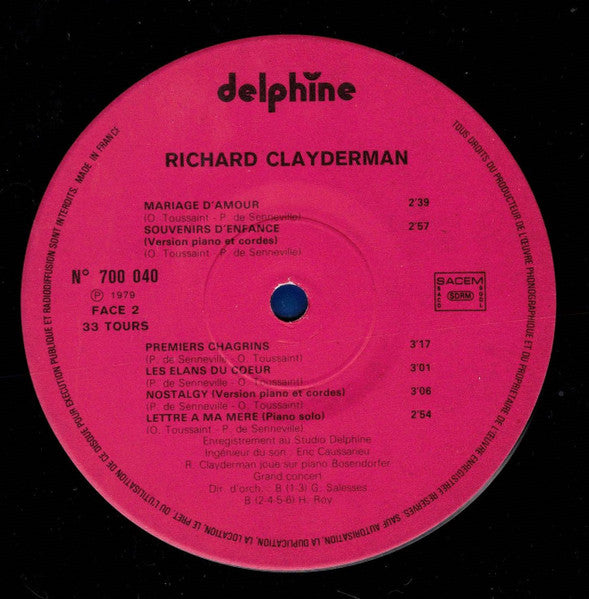 delphine
RICHARD CLAYDERMAN
MARIAGE D'AMOUR 2'39
(O. Toussaint - P. de Senneville)
SOUVENIRS D'ENFANCE 2'57
(Version piano et cordes)
(O. Toussaint - P. de Senneville)
N° 700 040
Ⓟ 1979
FACE 2
33 TOURS
SACEM
SACD SDRM SGDL
PREMIERS CHAGRINS 3'17
(P. de Senneville - O. Toussaint)
LES ELANS DU COEUR 3'01
(P. de Senneville - O. Toussaint)
NOSTALGY (Version piano et cordes) 3'06
(P. de Senneville - O. Toussaint)
LETTRE A MA MERE (Piano solo) 2'54
(O. Toussaint - P. de Senneville)
Enregistrement au Studio Delphine
Ingénieur du son : Eric Caussarieu
R. Clayderman joue sur piano Bosendorfer
Grand concert
Dir. d'orch. : B (1-3) G. Salesses
B (2-4-5-6) H. Roy
TOUS DROITS DU PRODUCTEUR DE L'ŒUVRE PHONOGRAPHIQUE ET DU PROPRIETAIRE DE L'ŒUVRE ENREGISTREE RESERVES. SAUF AUTORISATION, LA DUPLICATION, LA LOCATION, LE PRET, OU L'UTILISATION DE CE DISQUE POUR EXECUTION PUBLIQUE ET RADIODIFFUSION SONT INTERDITS. MADE IN FRANCE